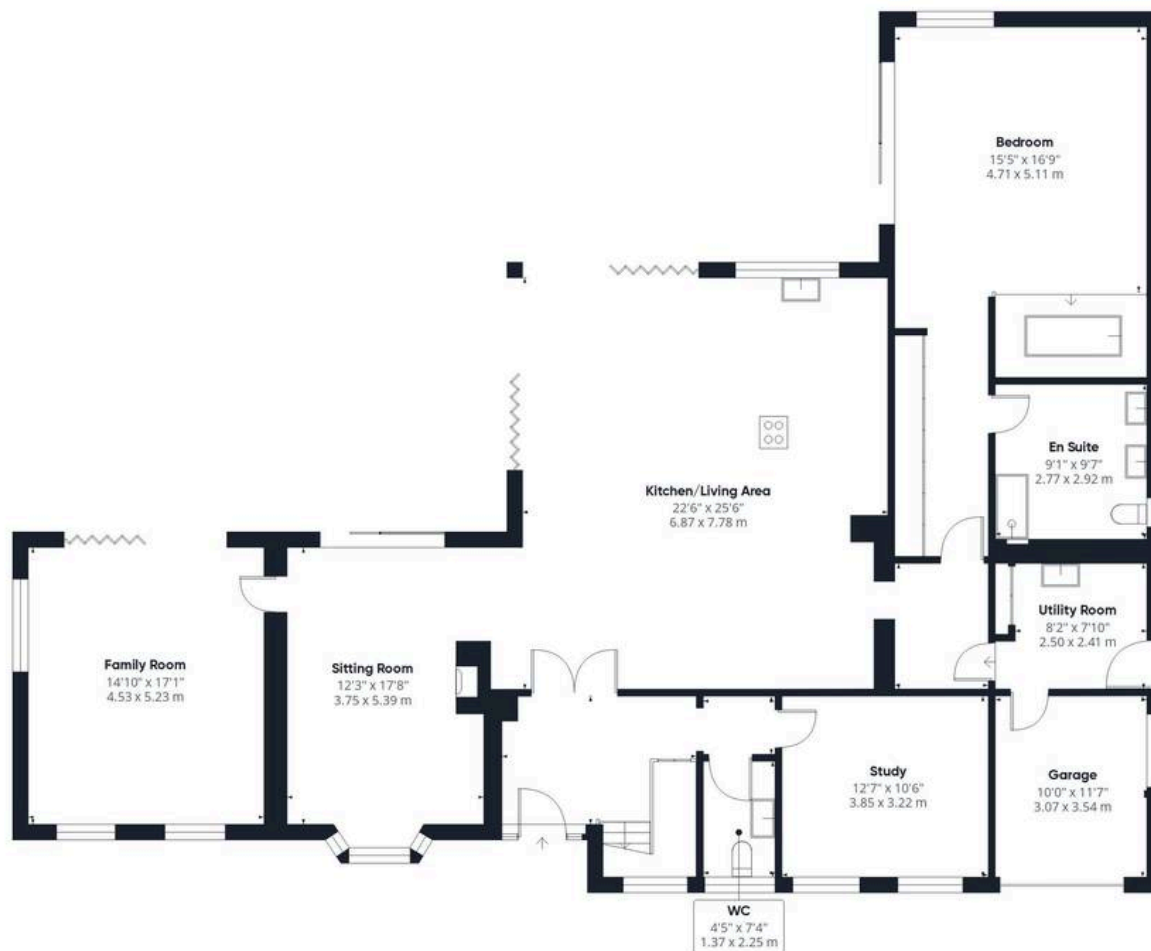 Bedroom
15'5" x 16'9"
4.71 x 5.11 m
En Suite
9'1" x 9'7"
2.77 x 2.92 m
Kitchen/Living Area
22'6" x 25'6"
6.87 x 7.78 m
Utility Room
8'2" x 7'10"
2.50 x 2.41 m
Family Room
14'10" x 17'1"
4.53 x 5.23 m
Sitting Room
12'3" x 17'8"
3.75 x 5.39 m
Study
12'7" x 10'6"
3.85 x 3.22 m
Garage
10'0" x 11'7"
3.07 x 3.54 m
WC
4'5" x 7'4"
1.37 x 2.25 m